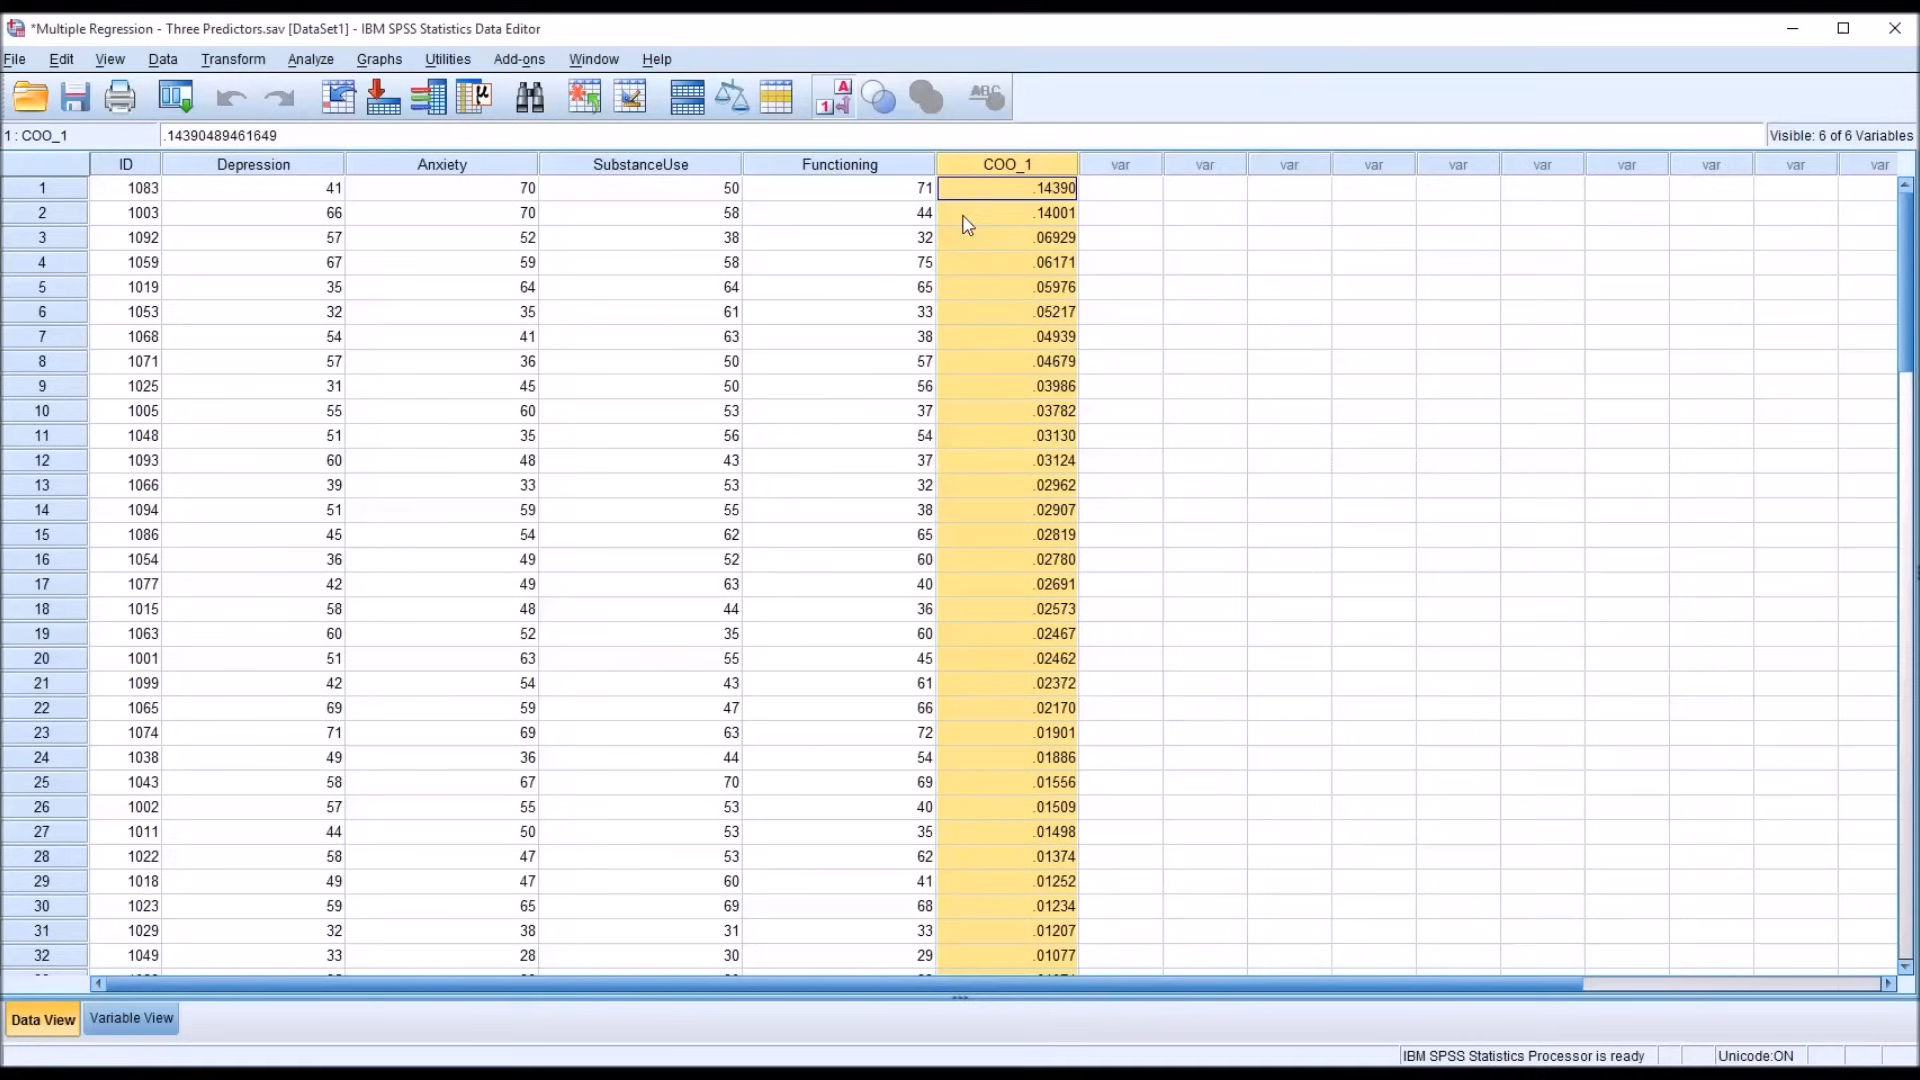 *Multiple Regression - Three Predictors.sav [DataSet1] - IBM SPSS Statistics Data Editor
File Edit View Data Transform Analyze Graphs Utilities Add-ons Window Help
1 : COO_1 .14390489461649 Visible: 6 of 6 Variables
ID Depression Anxiety SubstanceUse Functioning COO_1 var var var var var var var var var var
1 1083 41 70 50 71 .14390
2 1003 66 70 58 44 .14001
3 1092 57 52 38 32 .06929
4 1059 67 59 58 75 .06171
5 1019 35 64 64 65 .05976
6 1053 32 35 61 33 .05217
7 1068 54 41 63 38 .04939
8 1071 57 36 50 57 .04679
9 1025 31 45 50 56 .03986
10 1005 55 60 53 37 .03782
11 1048 51 35 56 54 .03130
12 1093 60 48 43 37 .03124
13 1066 39 33 53 32 .02962
14 1094 51 59 55 38 .02907
15 1086 45 54 62 65 .02819
16 1054 36 49 52 60 .02780
17 1077 42 49 63 40 .02691
18 1015 58 48 44 36 .02573
19 1063 60 52 35 60 .02467
20 1001 51 63 55 45 .02462
21 1099 42 54 43 61 .02372
22 1065 69 59 47 66 .02170
23 1074 71 69 63 72 .01901
24 1038 49 36 44 54 .01886
25 1043 58 67 70 69 .01556
26 1002 57 55 53 40 .01509
27 1011 44 50 53 35 .01498
28 1022 58 47 53 62 .01374
29 1018 49 47 60 41 .01252
30 1023 59 65 69 68 .01234
31 1029 32 38 31 33 .01207
32 1049 33 28 30 29 .01077
Data View Variable View
IBM SPSS Statistics Processor is ready Unicode:ON